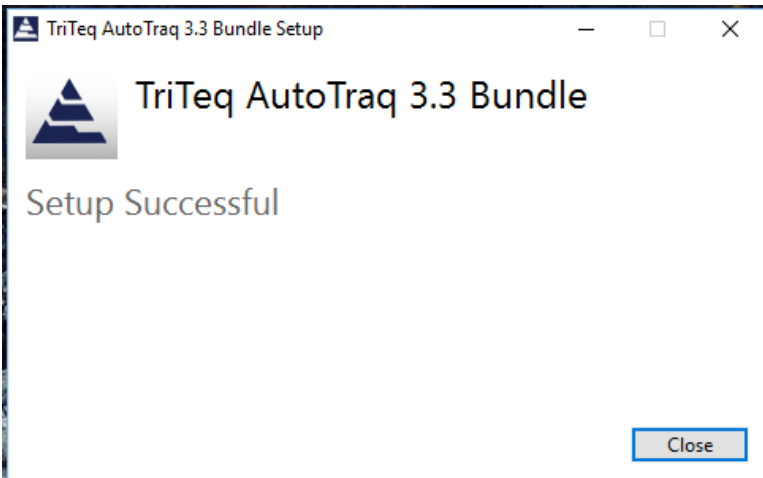 TriTeq AutoTraq 3.3 Bundle Setup
TriTeq AutoTraq 3.3 Bundle
Setup Successful
Close